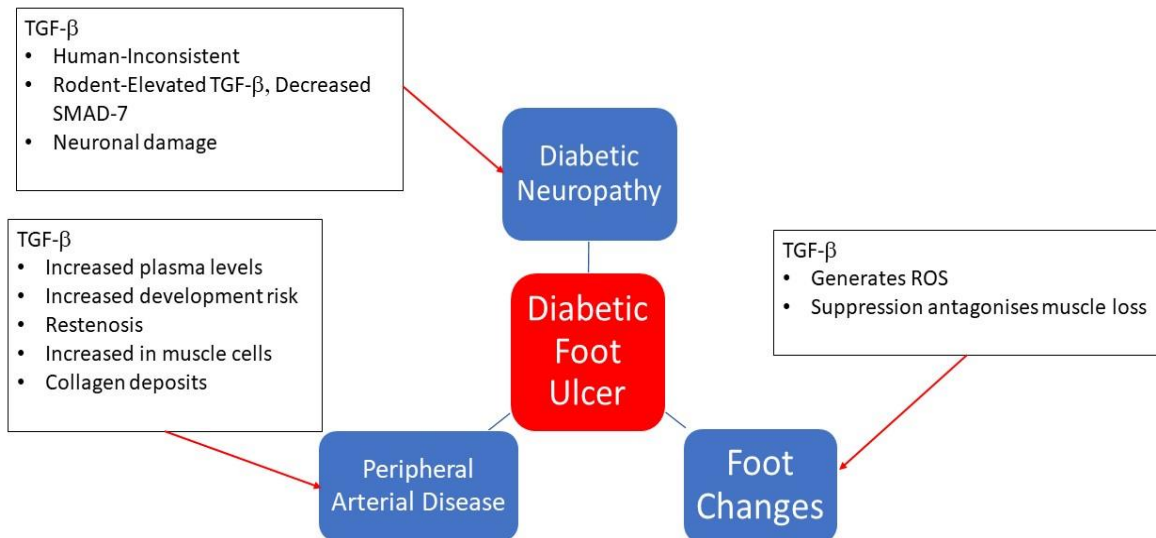 TGF-β
• Human-Inconsistent
• Rodent-Elevated TGF-β, Decreased
SMAD-7
• Neuronal damage
Diabetic
Neuropathy
TGF-β
• Increased plasma levels
• Increased development risk
• Restenosis
• Increased in muscle cells
• Collagen deposits
TGF-β
• Generates ROS
• Suppression antagonises muscle loss
Diabetic
Foot
Ulcer
Peripheral
Arterial Disease
Foot
Changes